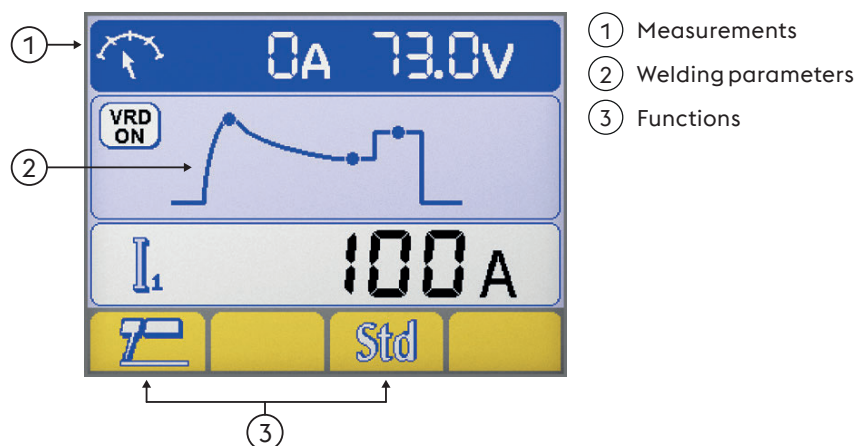 1 0A 73.0V
1 Measurements
2 Welding parameters
3 Functions
VRD
ON
2
I1 100A
Std
3